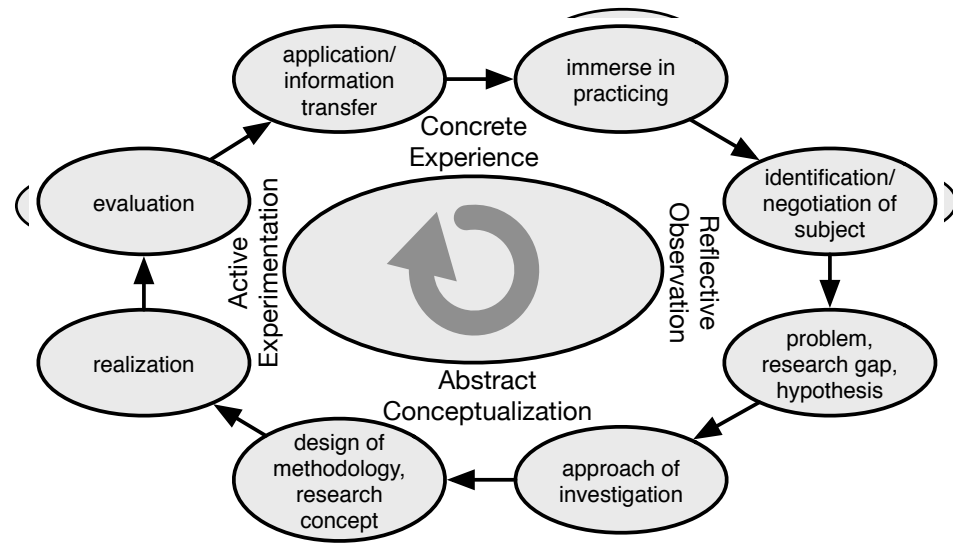 application/
information
transfer
immerse in
practicing
Concrete
Experience
evaluation
identification/
negotiation of
subject
Active
Experimentation
Reflective
Observation
realization
problem,
research gap,
hypothesis
Abstract
Conceptualization
design of
methodology,
research
concept
approach of
investigation